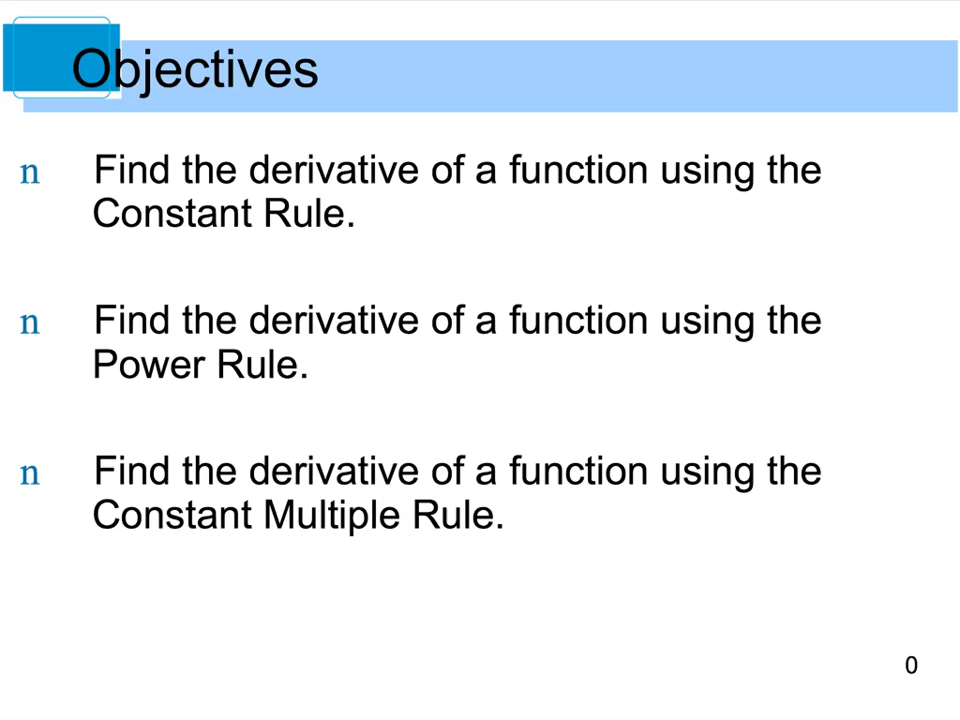 Objectives
n Find the derivative of a function using the
Constant Rule.
n Find the derivative of a function using the
Power Rule.
n Find the derivative of a function using the
Constant Multiple Rule.
0